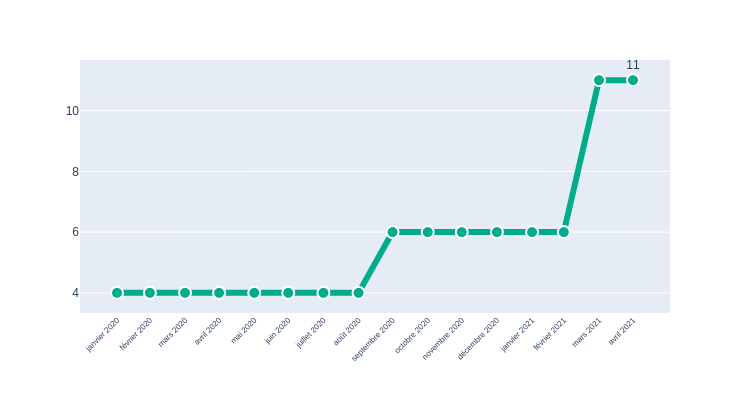 11
10
8
6
4
janvier 2020
février 2020
mars 2020
avril 2020
mai 2020
juin 2020
juillet 2020
août 2020
septembre 2020
octobre 2020
novembre 2020
décembre 2020
janvier 2021
février 2021
mars 2021
avril 2021